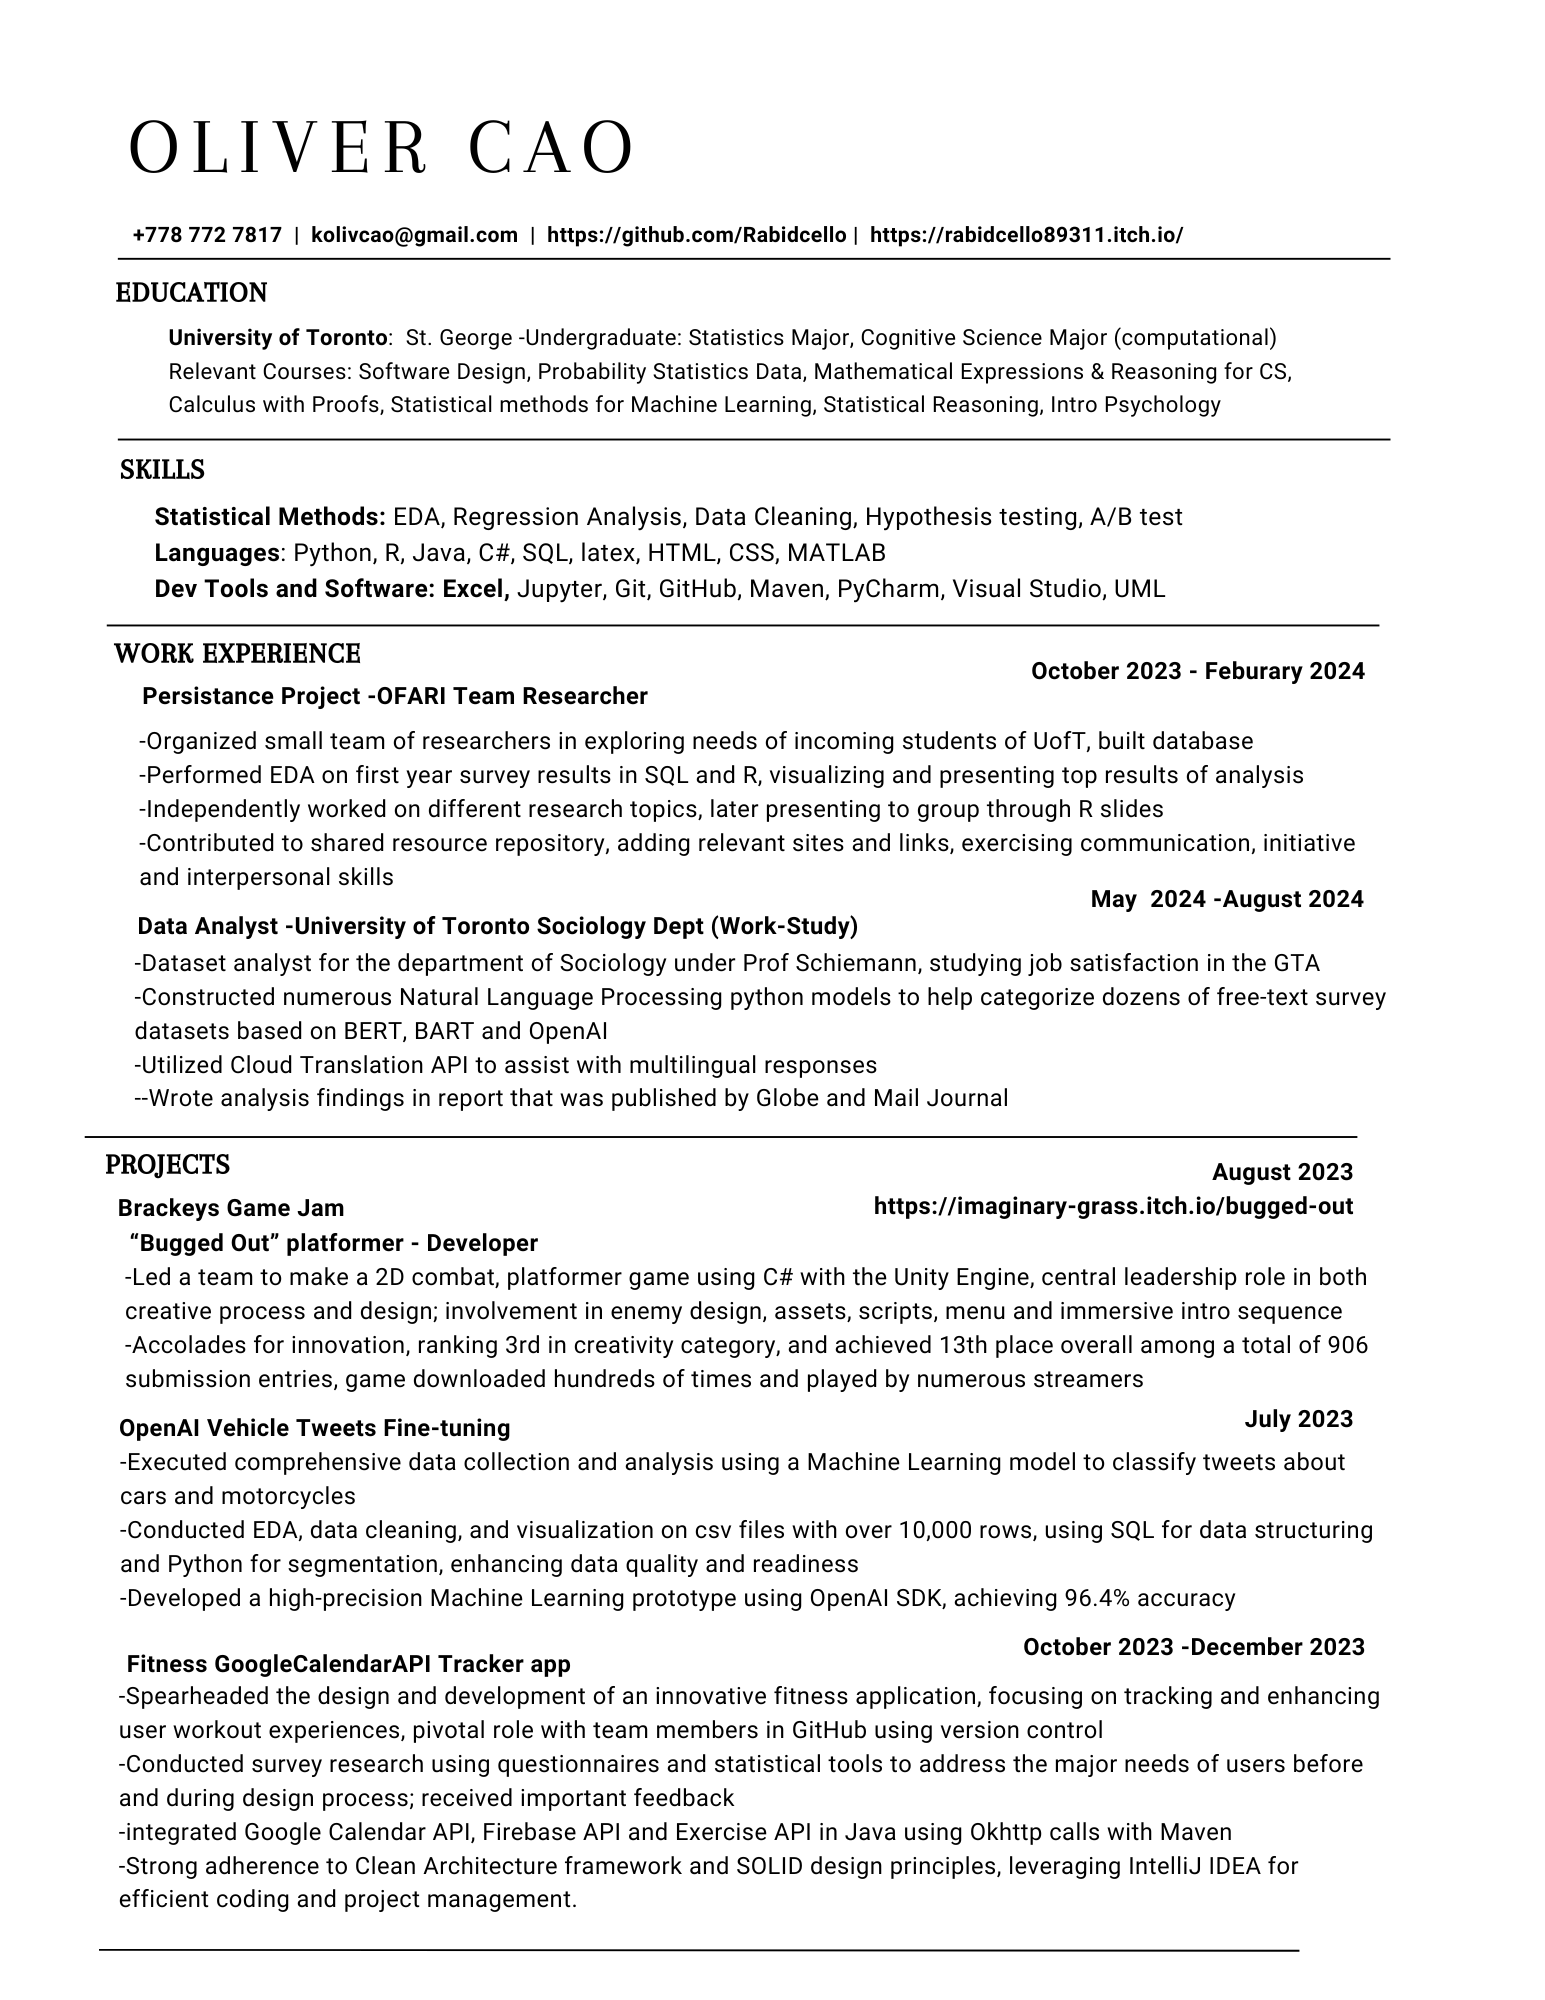 OLIVER CAO
+778 772 7817 | kolivcao@gmail.com | https://github.com/Rabidcello | https://rabidcello89311.itch.io/
EDUCATION
University of Toronto: St. George -Undergraduate: Statistics Major, Cognitive Science Major (computational)
Relevant Courses: Software Design, Probability Statistics Data, Mathematical Expressions & Reasoning for CS,
Calculus with Proofs, Statistical methods for Machine Learning, Statistical Reasoning, Intro Psychology
SKILLS
Statistical Methods: EDA, Regression Analysis, Data Cleaning, Hypothesis testing, A/B test
Languages: Python, R, Java, C#, SQL, latex, HTML, CSS, MATLAB
Dev Tools and Software: Excel, Jupyter, Git, GitHub, Maven, PyCharm, Visual Studio, UML
WORK EXPERIENCE
October 2023 - Feburary 2024
Persistance Project -OFARI Team Researcher
-Organized small team of researchers in exploring needs of incoming students of UofT, built database
-Performed EDA on first year survey results in SQL and R, visualizing and presenting top results of analysis
-Independently worked on different research topics, later presenting to group through R slides
-Contributed to shared resource repository, adding relevant sites and links, exercising communication, initiative
and interpersonal skills
May 2024 -August 2024
Data Analyst -University of Toronto Sociology Dept (Work-Study)
-Dataset analyst for the department of Sociology under Prof Schiemann, studying job satisfaction in the GTA
-Constructed numerous Natural Language Processing python models to help categorize dozens of free-text survey
datasets based on BERT, BART and OpenAI
-Utilized Cloud Translation API to assist with multilingual responses
--Wrote analysis findings in report that was published by Globe and Mail Journal
PROJECTS
August 2023
Brackeys Game Jam
https://imaginary-grass.itch.io/bugged-out
“Bugged Out” platformer - Developer
-Led a team to make a 2D combat, platformer game using C# with the Unity Engine, central leadership role in both
creative process and design; involvement in enemy design, assets, scripts, menu and immersive intro sequence
-Accolades for innovation, ranking 3rd in creativity category, and achieved 13th place overall among a total of 906
submission entries, game downloaded hundreds of times and played by numerous streamers
OpenAI Vehicle Tweets Fine-tuning
July 2023
-Executed comprehensive data collection and analysis using a Machine Learning model to classify tweets about
cars and motorcycles
-Conducted EDA, data cleaning, and visualization on csv files with over 10,000 rows, using SQL for data structuring
and Python for segmentation, enhancing data quality and readiness
-Developed a high-precision Machine Learning prototype using OpenAI SDK, achieving 96.4% accuracy
October 2023 -December 2023
Fitness GoogleCalendarAPI Tracker app
-Spearheaded the design and development of an innovative fitness application, focusing on tracking and enhancing
user workout experiences, pivotal role with team members in GitHub using version control
-Conducted survey research using questionnaires and statistical tools to address the major needs of users before
and during design process; received important feedback
-integrated Google Calendar API, Firebase API and Exercise API in Java using Okhttp calls with Maven
-Strong adherence to Clean Architecture framework and SOLID design principles, leveraging IntelliJ IDEA for
efficient coding and project management.